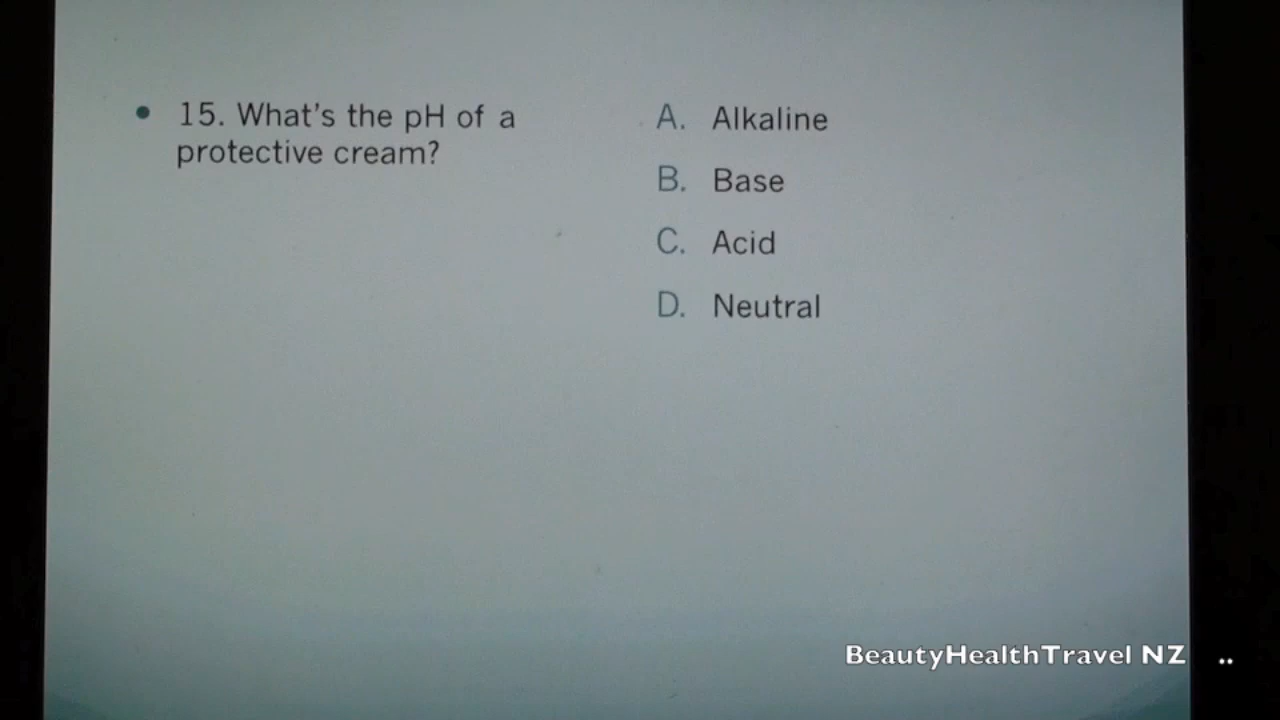 • 15. What's the pH of a
protective cream?
A. Alkaline
B. Base
C. Acid
D. Neutral
BeautyHealthTravel NZ ..